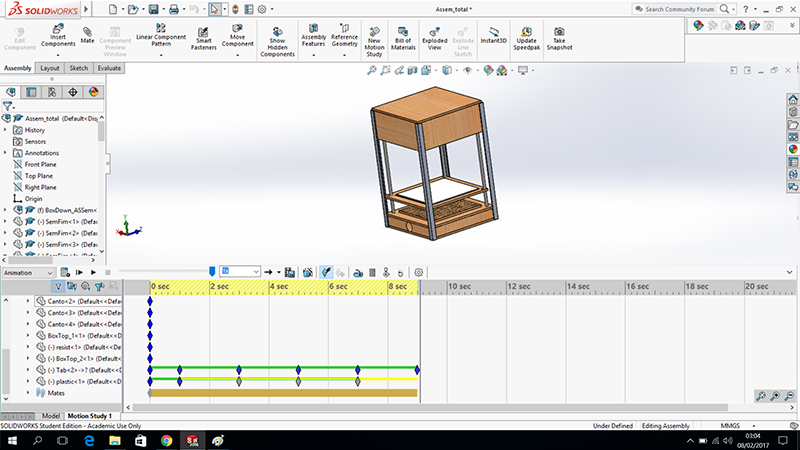 SOLIDWORKS
Assem_total *
Search Community Forum
Edit Component
Insert Components
Mate
Component Preview Window
Linear Component Pattern
Smart Fasteners
Move Component
Show Hidden Components
Assembly Features
Reference Geometry
New Motion Study
Bill of Materials
Exploded View
Explode Line Sketch
Instant3D
Update Speedpak
Take Snapshot
Assembly Layout Sketch Evaluate
Assem_total (Default<Disp
History
Sensors
Annotations
Front Plane
Top Plane
Right Plane
Origin
(f) BoxDown_ASSem<
(-) SemFim<1> (Default
(-) SemFim<2> (Default
(-) SemFim<3> (Default
Y
X
Z
Animation
1x
0 sec 2 sec 4 sec 6 sec 8 sec 10 sec 12 sec 14 sec 16 sec 18 sec 20 sec
Canto<2> (Default<<Defa
Canto<3> (Default<<Defa
Canto<4> (Default<<Defa
BoxTop_1<1> (Default<<
(-) resist<1> (Default<<D
(-) BoxTop_2<1> (Default
(-) Tab<2>->? (Default<<
(-) plastic<1> (Default<<D
Mates
Model Motion Study 1
SOLIDWORKS Student Edition - Academic Use Only
Under Defined Editing Assembly MMGS
03:04
08/02/2017